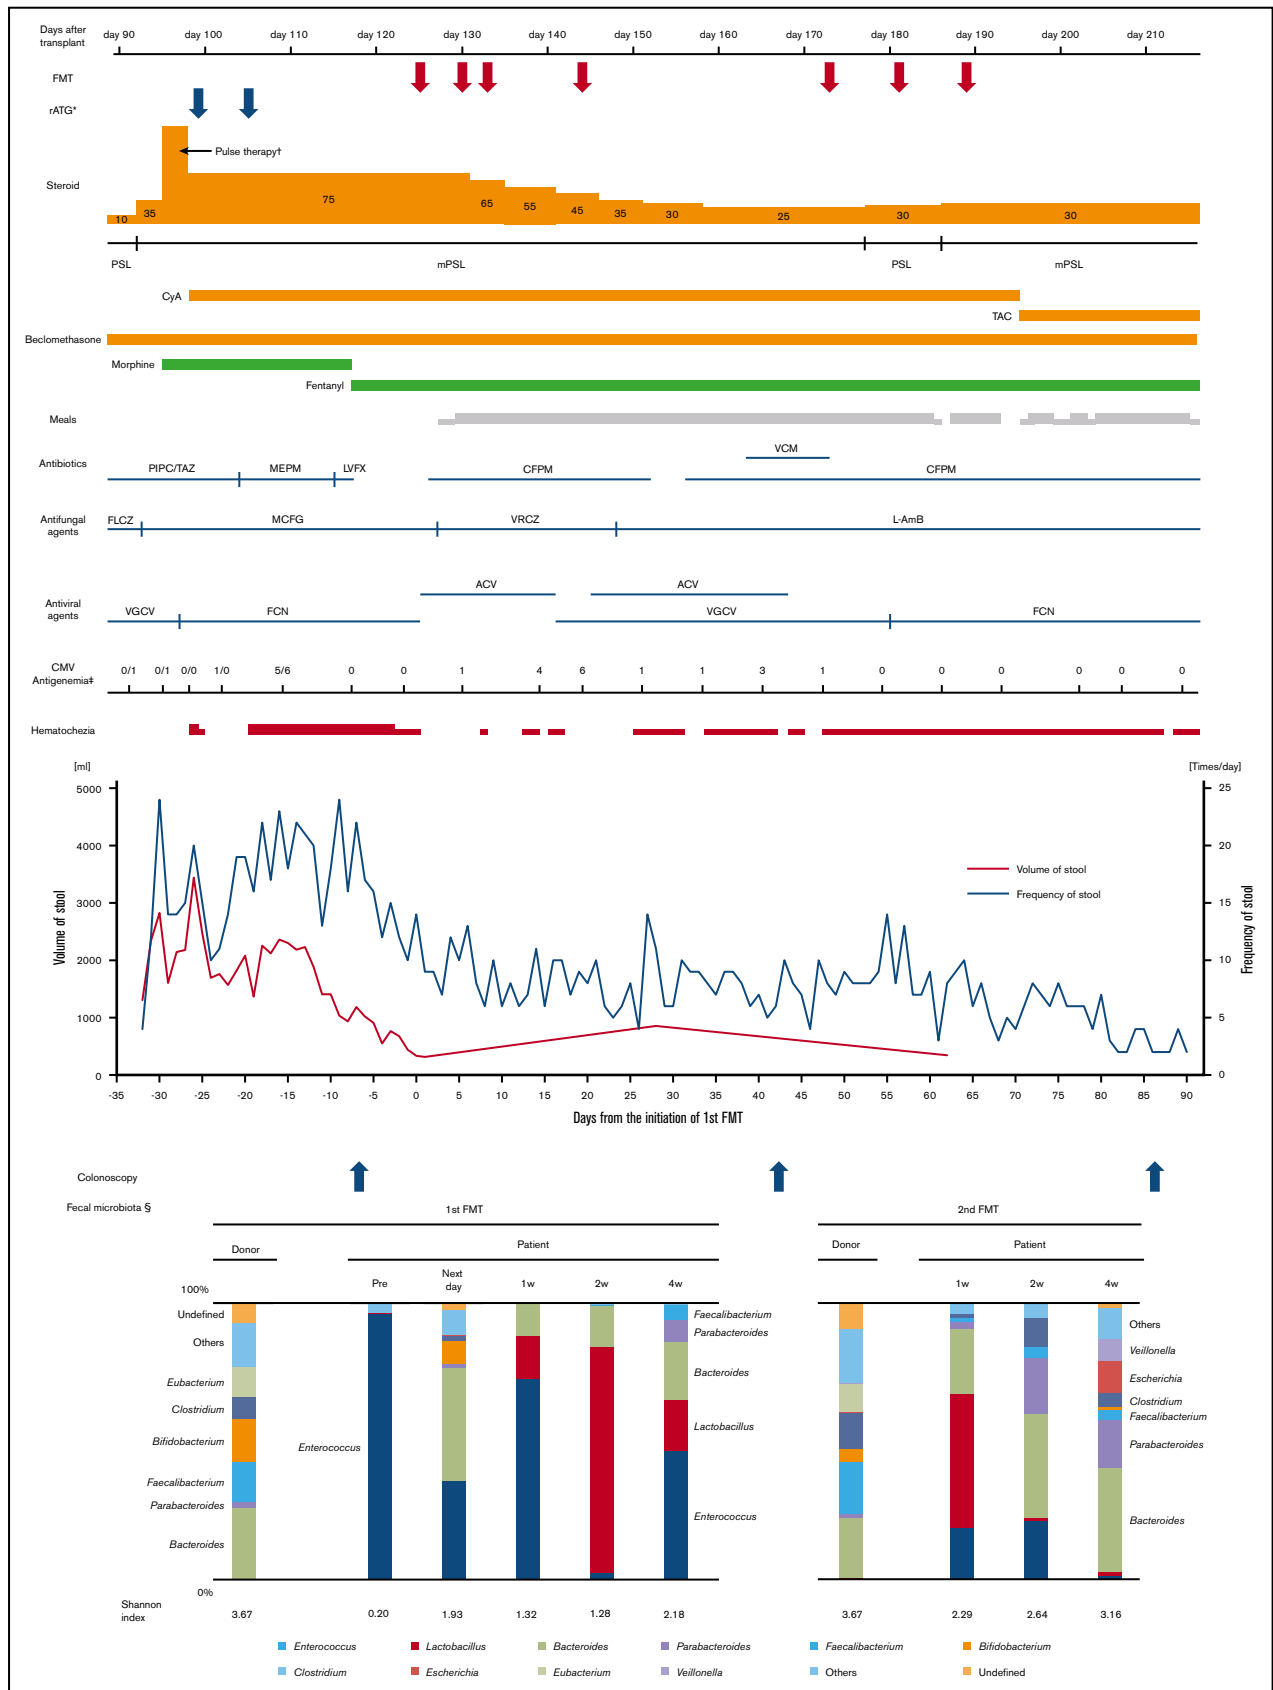 Days after
transplant
day 90 day 100 day 110 day 120 day 130 day 140 day 150 day 160 day 170 day 180 day 190 day 200 day 210
FMT
rATG*
Pulse therapy†
Steroid
10 35 75 65 55 45 35 30 25 30 30
PSL mPSL PSL mPSL
CyA
TAC
Beclomethasone
Morphine
Fentanyl
Meals
VCM
Antibiotics
PIPC/TAZ MEPM LVFX CFPM CFPM
Antifungal
agents
FLCZ MCFG VRCZ L-AmB
ACV ACV
Antiviral
agents
VGCV FCN VGCV FCN
CMV
Antigenemia‡
0/1 0/1 0/0 1/0 5/6 0 0 1 4 6 1 1 3 1 0 0 0 0 0 0
Hematochezia
[ml] [Times/day]
5000 25
4000 20
3000 15
2000 10
1000 5
0 0
Volume of stool
Frequency of stool
Volume of stool
Frequency of stool
-35 -30 -25 -20 -15 -10 -5 0 5 10 15 20 25 30 35 40 45 50 55 60 65 70 75 80 85 90
Days from the initiation of 1st FMT
Colonoscopy
Fecal microbiota §
1st FMT 2nd FMT
Donor Patient Donor Patient
Pre Next day 1w 2w 4w 1w 2w 4w
100%
Undefined
Others
Eubacterium
Clostridium
Bifidobacterium
Faecalibacterium
Parabacteroides
Bacteroides
0%
Enterococcus
Faecalibacterium
Parabacteroides
Bacteroides
Lactobacillus
Enterococcus
Others
Veillonella
Escherichia
Clostridium
Faecalibacterium
Parabacteroides
Bacteroides
Shannon
index
3.67 0.20 1.93 1.32 1.28 2.18 3.67 2.29 2.64 3.16
Enterococcus Lactobacillus Bacteroides Parabacteroides Faecalibacterium Bifidobacterium
Clostridium Escherichia Eubacterium Veillonella Others Undefined